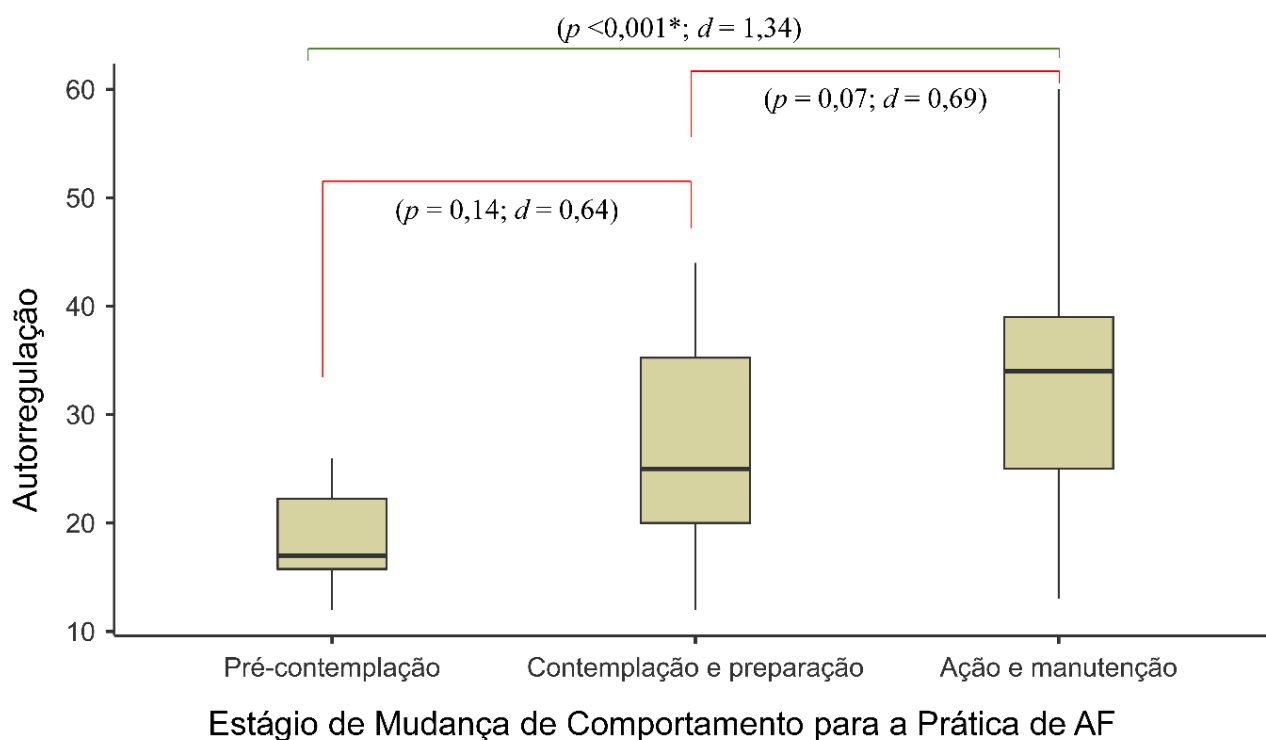 (p <0,001*; d = 1,34)
(p = 0,07; d = 0,69)
(p = 0,14; d = 0,64)
Autorregulação
60
50
40
30
20
10
Pré-contemplação
Contemplação e preparação
Ação e manutenção
Estágio de Mudança de Comportamento para a Prática de AF